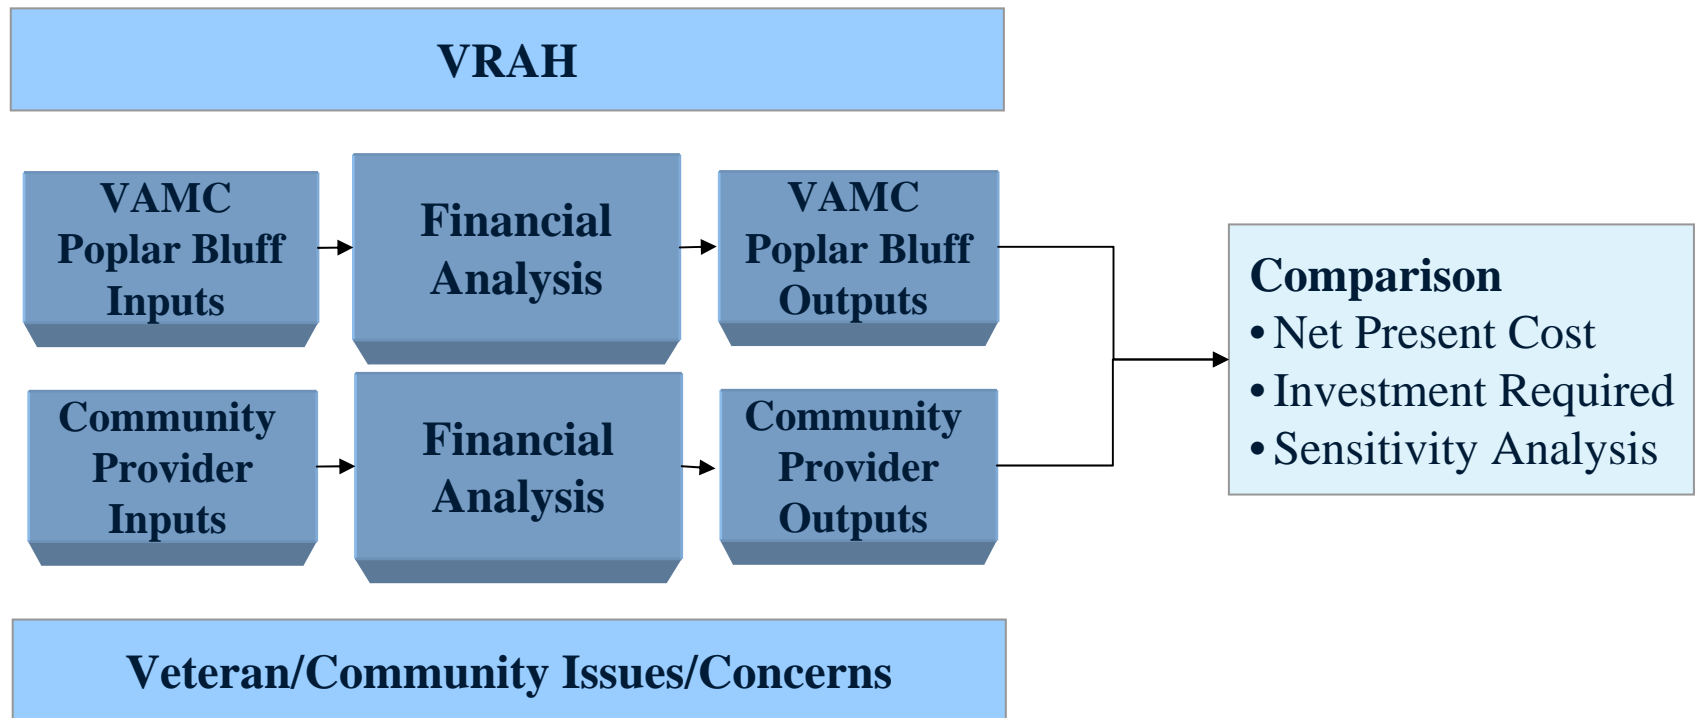 VRAH
VAMC
Poplar Bluff
Inputs
Financial
Analysis
VAMC
Poplar Bluff
Outputs
Community
Provider
Inputs
Financial
Analysis
Community
Provider
Outputs
Comparison
• Net Present Cost
• Investment Required
• Sensitivity Analysis
Veteran/Community Issues/Concerns